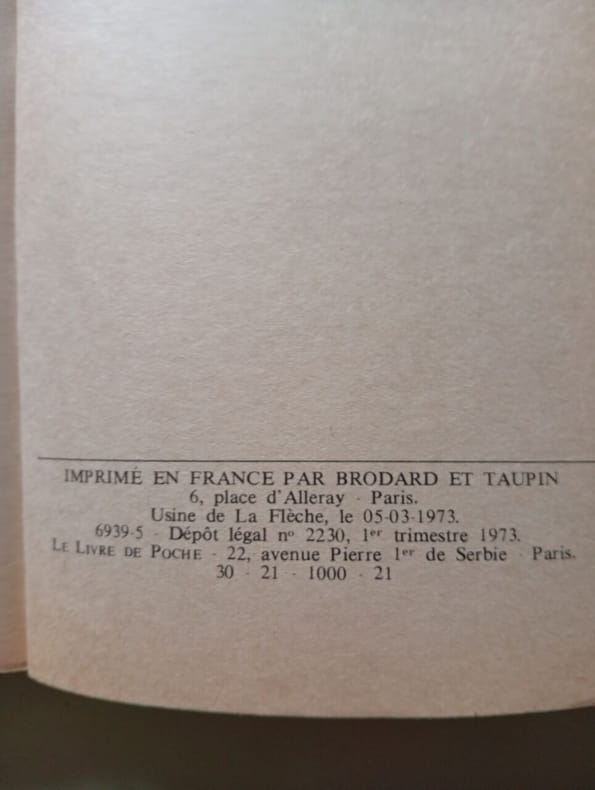 IMPRIMÉ EN FRANCE PAR BRODARD ET TAUPIN
6, place d'Alleray - Paris.
Usine de La Flèche, le 05-03-1973.
6939-5 - Dépôt légal nº 2230, 1er trimestre 1973.
LE LIVRE DE POCHE - 22, avenue Pierre 1er de Serbie - Paris.
30 - 21 - 1000 - 21